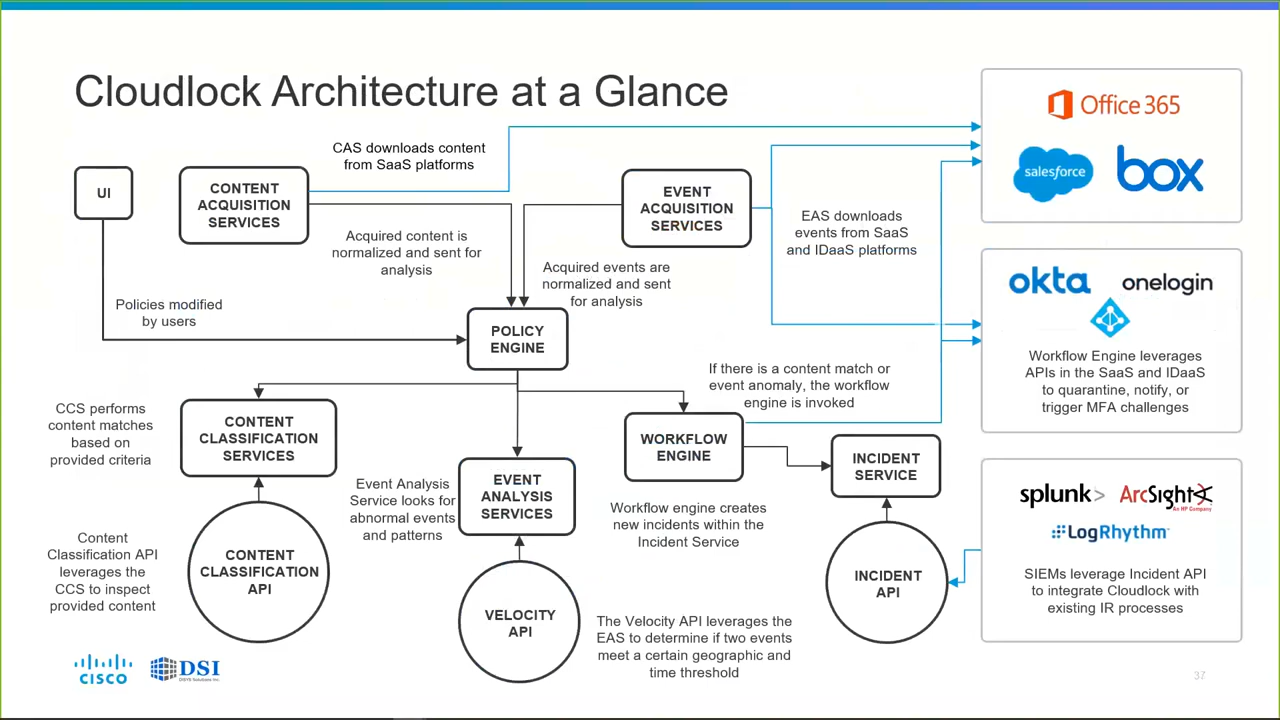 Cloudlock Architecture at a Glance
CAS downloads content
from SaaS platforms
UI
CONTENT
ACQUISITION
SERVICES
EVENT
ACQUISITION
SERVICES
EAS downloads
events from SaaS
and IDaaS platforms
Acquired content is
normalized and sent for
analysis
Acquired events are
normalized and sent
for analysis
Policies modified
by users
POLICY
ENGINE
If there is a content match or
event anomaly, the workflow
engine is invoked
CCS performs
content matches
based on
provided criteria
CONTENT
CLASSIFICATION
SERVICES
Event Analysis
Service looks for
abnormal events
and patterns
EVENT
ANALYSIS
SERVICES
WORKFLOW
ENGINE
INCIDENT
SERVICE
Workflow engine creates
new incidents within the
Incident Service
Content
Classification API
leverages the
CCS to inspect
provided content
CONTENT
CLASSIFICATION
API
VELOCITY
API
The Velocity API leverages the
EAS to determine if two events
meet a certain geographic and
time threshold
INCIDENT
API
Office 365
salesforce
box
okta
onelogin
Workflow Engine leverages
APIs in the SaaS and IDaaS
to quarantine, notify, or
trigger MFA challenges
splunk>
ArcSight
An HP Company
LogRhythm
SIEMs leverage Incident API
to integrate Cloudlock with
existing IR processes
CISCO
DSI
37